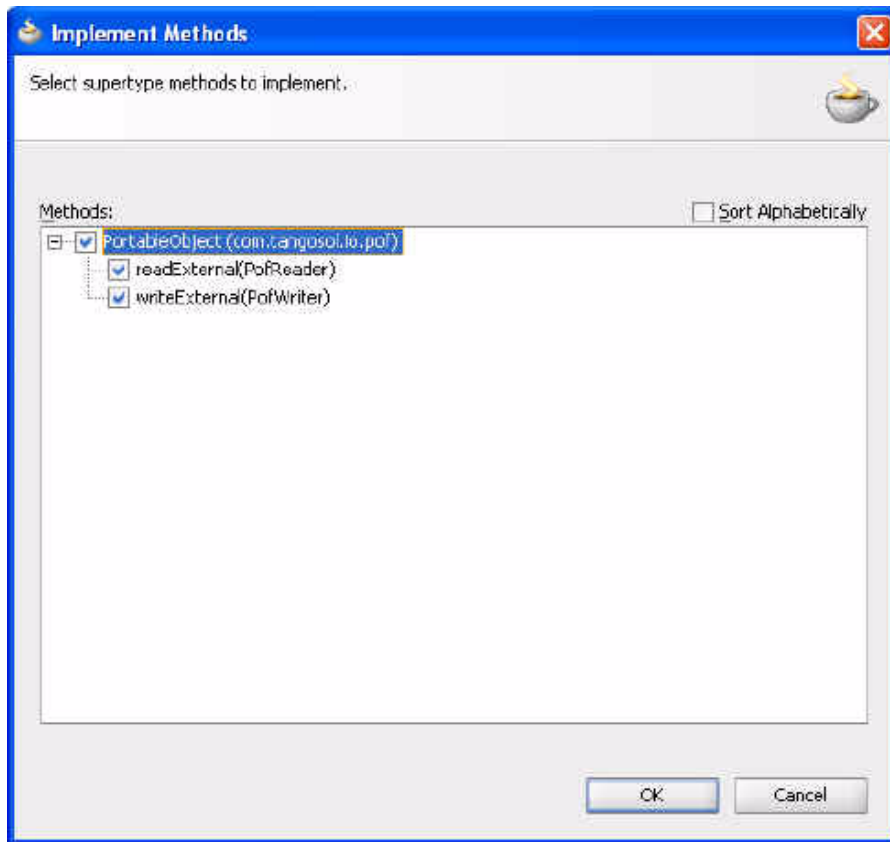 Implement Methods
Select supertype methods to implement.
Methods:
Sort Alphabetically
PortableObject (com.tangosol.io.pof)
readExternal(PofReader)
writeExternal(PofWriter)
OK
Cancel